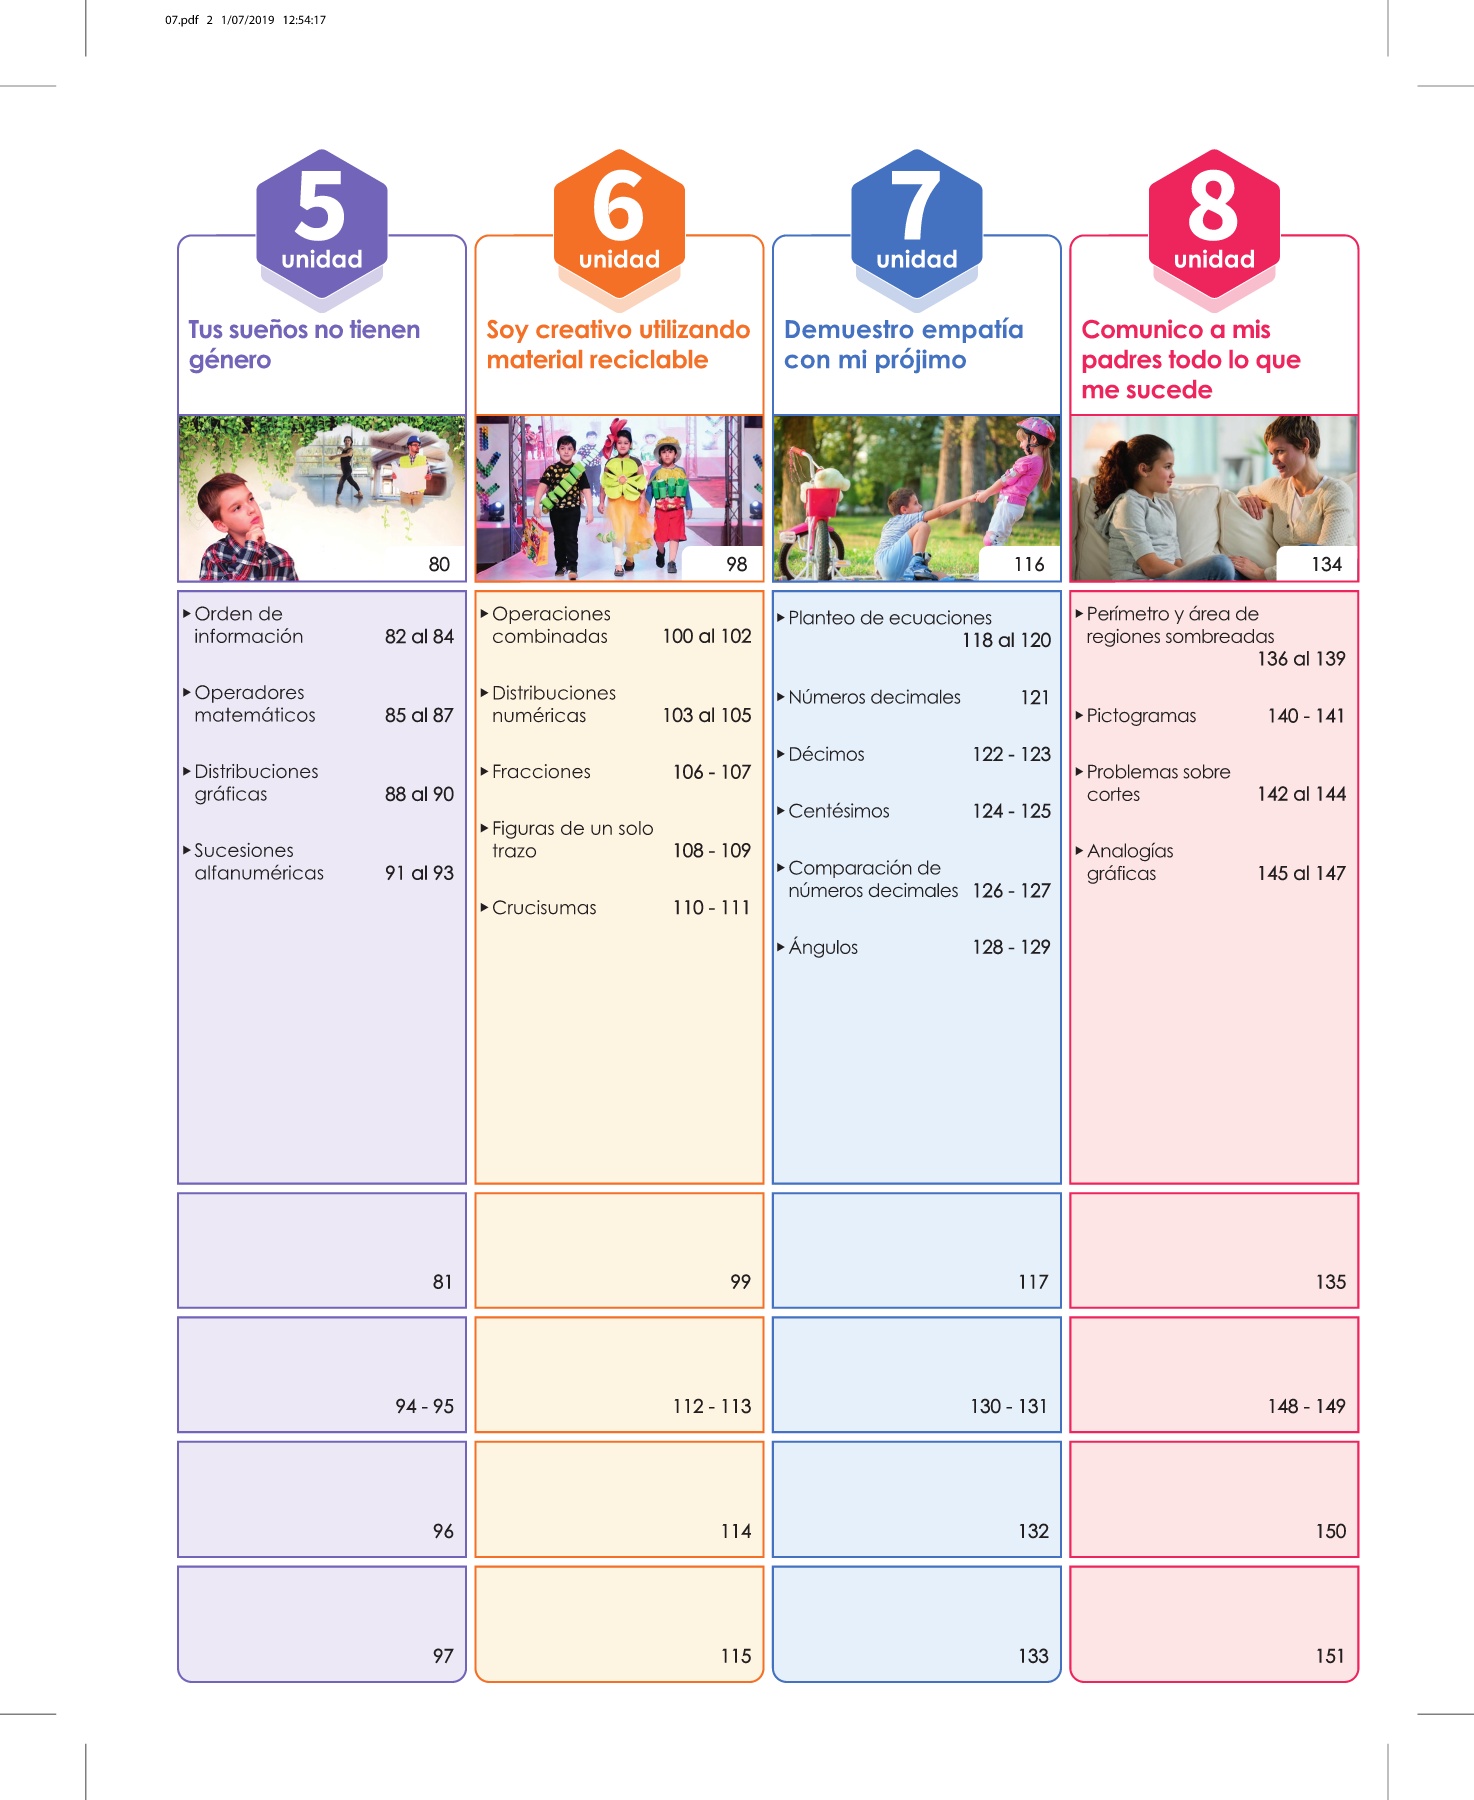 07.pdf 2 1/07/2019 12:54:17
5
unidad
Tus sueños no tienen
género
80
Orden de
información 82 al 84
Operadores
matemáticos 85 al 87
Distribuciones
gráficas 88 al 90
Sucesiones
alfanuméricas 91 al 93
81
94 - 95
96
97
6
unidad
Soy creativo utilizando
material reciclable
98
Operaciones
combinadas 100 al 102
Distribuciones
numéricas 103 al 105
Fracciones 106 - 107
Figuras de un solo
trazo 108 - 109
Crucisumas 110 - 111
99
112 - 113
114
115
7
unidad
Demuestro empatía
con mi prójimo
116
Planteo de ecuaciones
118 al 120
Números decimales 121
Décimos 122 - 123
Centésimos 124 - 125
Comparación de
números decimales 126 - 127
Ángulos 128 - 129
117
130 - 131
132
133
8
unidad
Comunico a mis
padres todo lo que
me sucede
134
Perímetro y área de
regiones sombreadas
136 al 139
Pictogramas 140 - 141
Problemas sobre
cortes 142 al 144
Analogías
gráficas 145 al 147
135
148 - 149
150
151